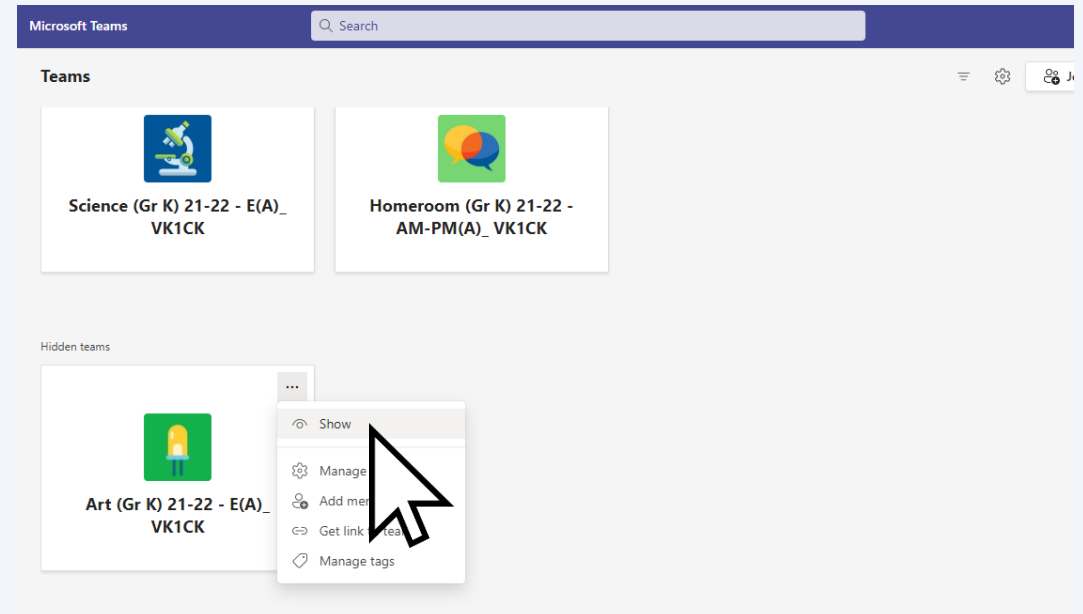 Microsoft Teams
Search
Teams
Science (Gr K) 21-22 - E(A)_
VK1CK
Homeroom (Gr K) 21-22 -
AM-PM(A)_ VK1CK
Hidden teams
...
Art (Gr K) 21-22 - E(A)_
VK1CK
Show
Manage
Add
Get link
Manage tags